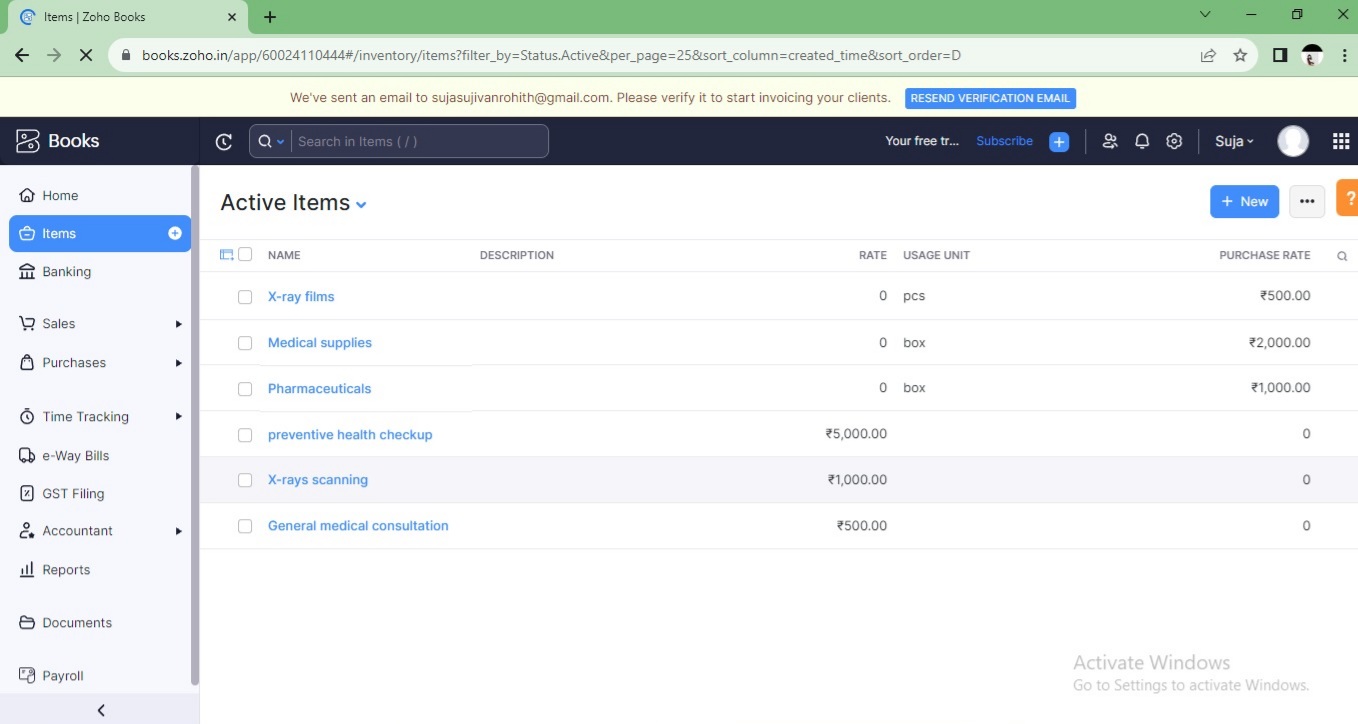 Items | Zoho Books
books.zoho.in/app/60024110444#/inventory/items?filter_by=Status.Active&per_page=25&sort_column=created_time&sort_order=D
We've sent an email to sujasujivanrohith@gmail.com. Please verify it to start invoicing your clients. RESEND VERIFICATION EMAIL
Books
Search in Items ( / )
Your free tr... Subscribe
Suja
Home
Items
Banking
Sales
Purchases
Time Tracking
e-Way Bills
GST Filing
Accountant
Reports
Documents
Payroll
Active Items
+ New ••• ?
NAME DESCRIPTION RATE USAGE UNIT PURCHASE RATE
X-ray films 0 pcs ₹500.00
Medical supplies 0 box ₹2,000.00
Pharmaceuticals 0 box ₹1,000.00
preventive health checkup ₹5,000.00 0
X-rays scanning ₹1,000.00 0
General medical consultation ₹500.00 0
Activate Windows
Go to Settings to activate Windows.